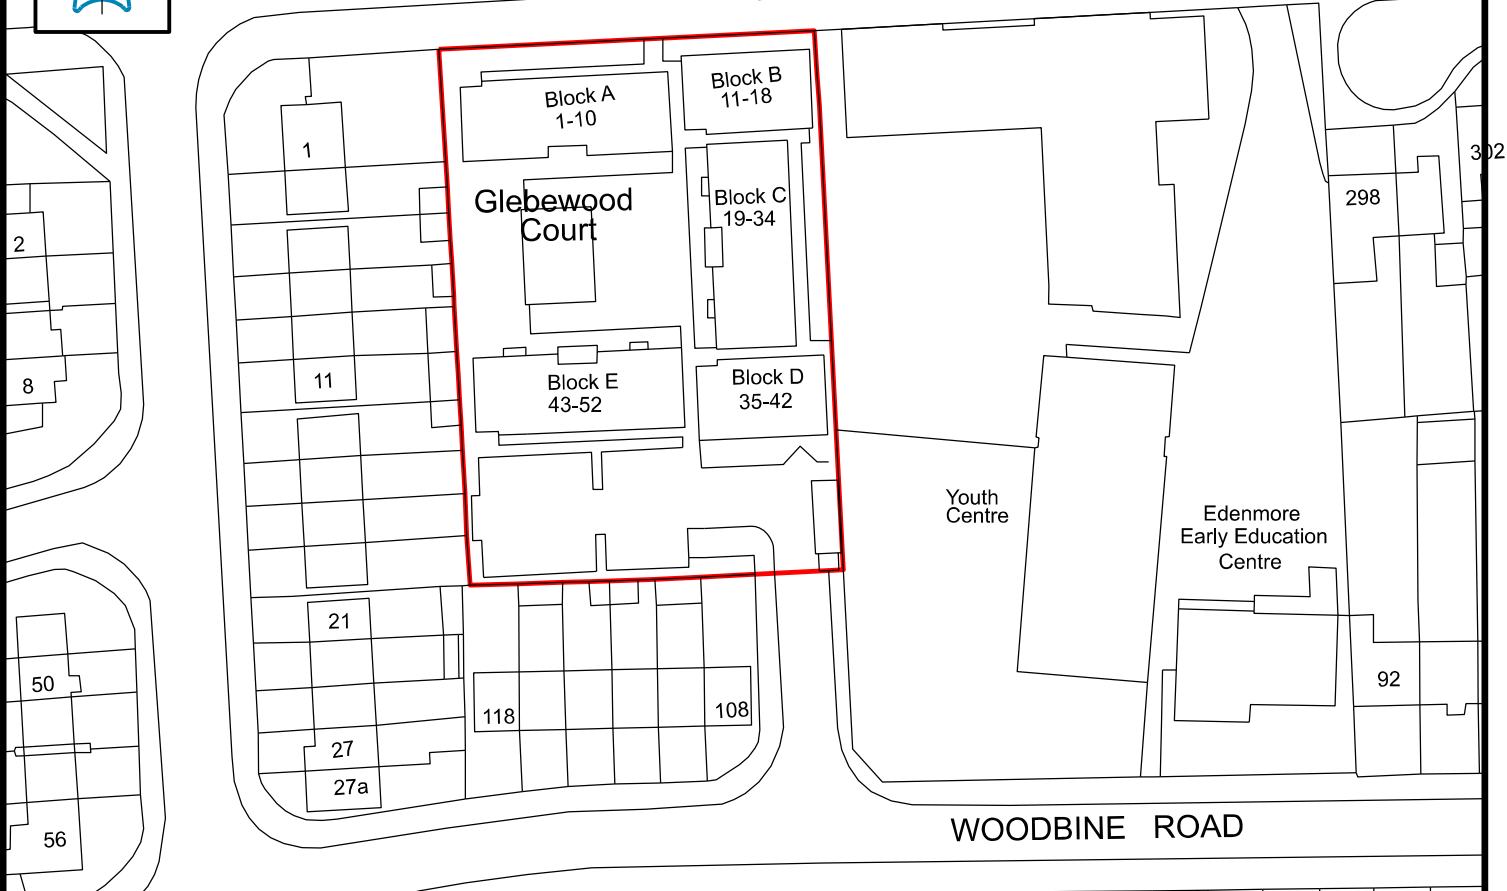 Block A
1-10
Block B
11-18
1
302
Glebewood
Court
Block C
19-34
298
2
8
11
Block E
43-52
Block D
35-42
Youth
Centre
Edenmore
Early Education
Centre
21
50
118
108
92
27
27a
56
WOODBINE ROAD